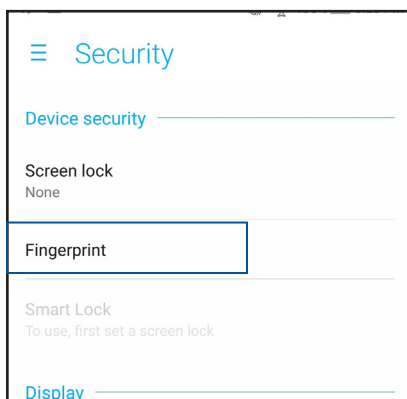 Security
Device security
Screen lock
None
Fingerprint
Smart Lock
To use, first set a screen lock
Display